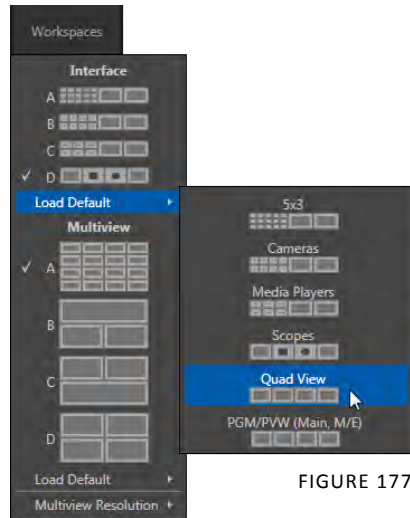 Workspaces
Interface
A
B
C
✓ D
Load Default
Multiview
✓ A
B
C
D
Load Default
Multiview Resolution
5x3
Cameras
Media Players
Scopes
Quad View
PGM/PVW (Main, M/E)
FIGURE 177